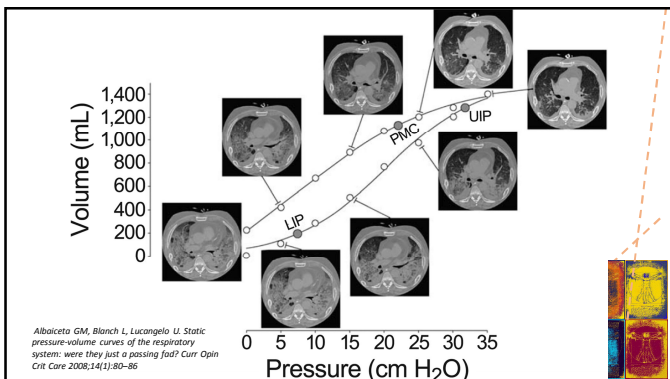 1,400
1,200
1,000
800
600
400
200
0
Volume (mL)
PMC
UIP
LIP
0 5 10 15 20 25 30 35
Pressure (cm H₂O)
Albaiceta GM, Blanch L, Lucangelo U. Static
pressure-volume curves of the respiratory
system: were they just a passing fad? Curr Opin
Crit Care 2008;14(1):80–86